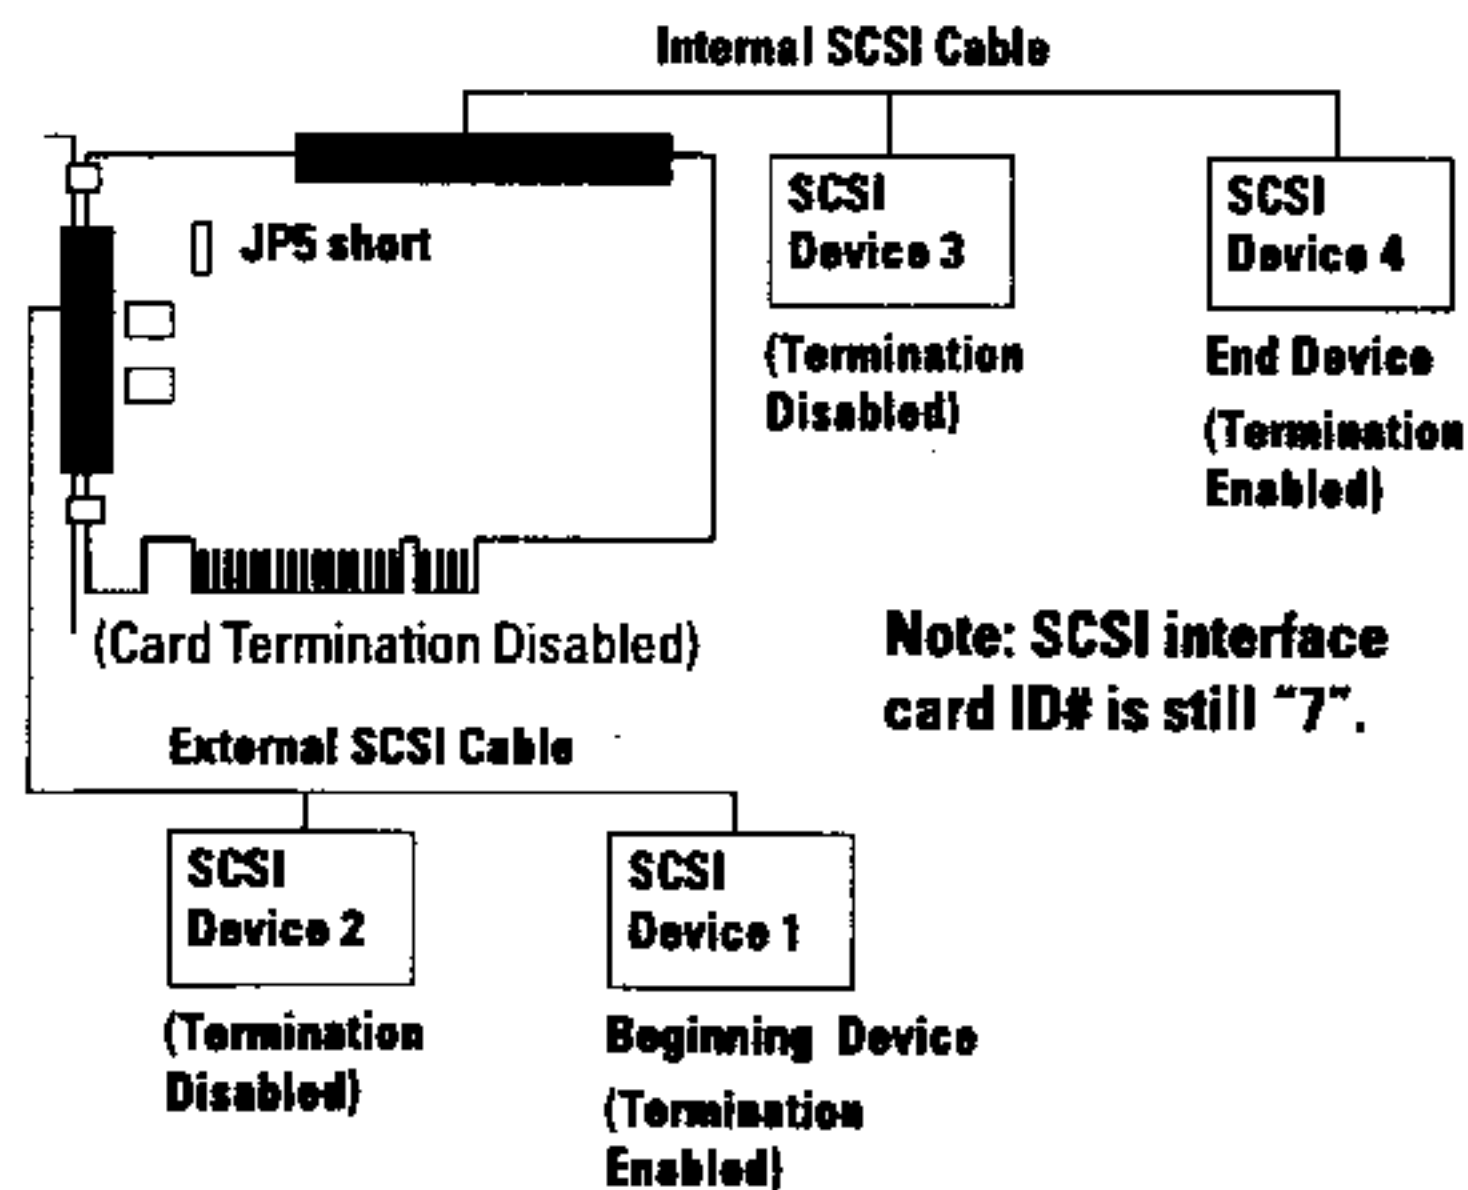 Internal SCSI Cable
JP5 short
SCSI
Device 3
(Termination
Disabled)
SCSI
Device 4
End Device
(Termination
Enabled)
(Card Termination Disabled)
Note: SCSI interface
card ID# is still “7”.
External SCSI Cable
SCSI
Device 2
(Termination
Disabled)
SCSI
Device 1
Beginning Device
(Termination
Enabled)